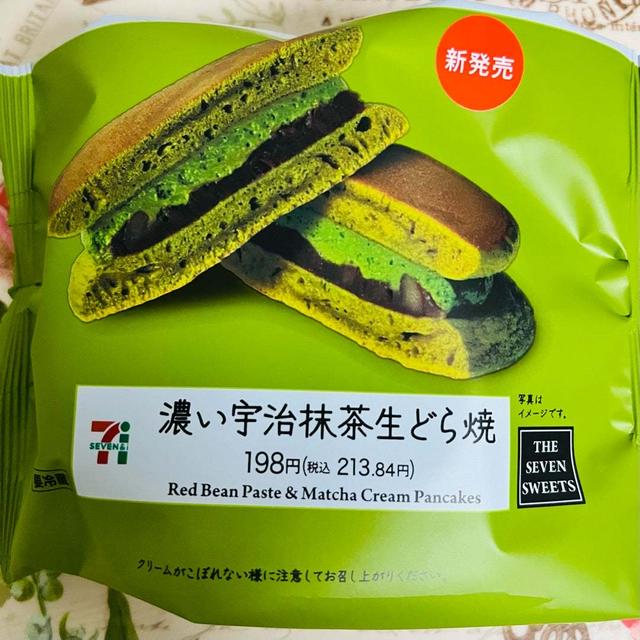 新発売
写真は
イメージです。
7i
SEVEN&i
濃い宇治抹茶生どら焼
198円(税込 213.84円)
Red Bean Paste & Matcha Cream Pancakes
THE
SEVEN
SWEETS
要冷蔵
クリームがこぼれない様に注意してお召し上がりください。